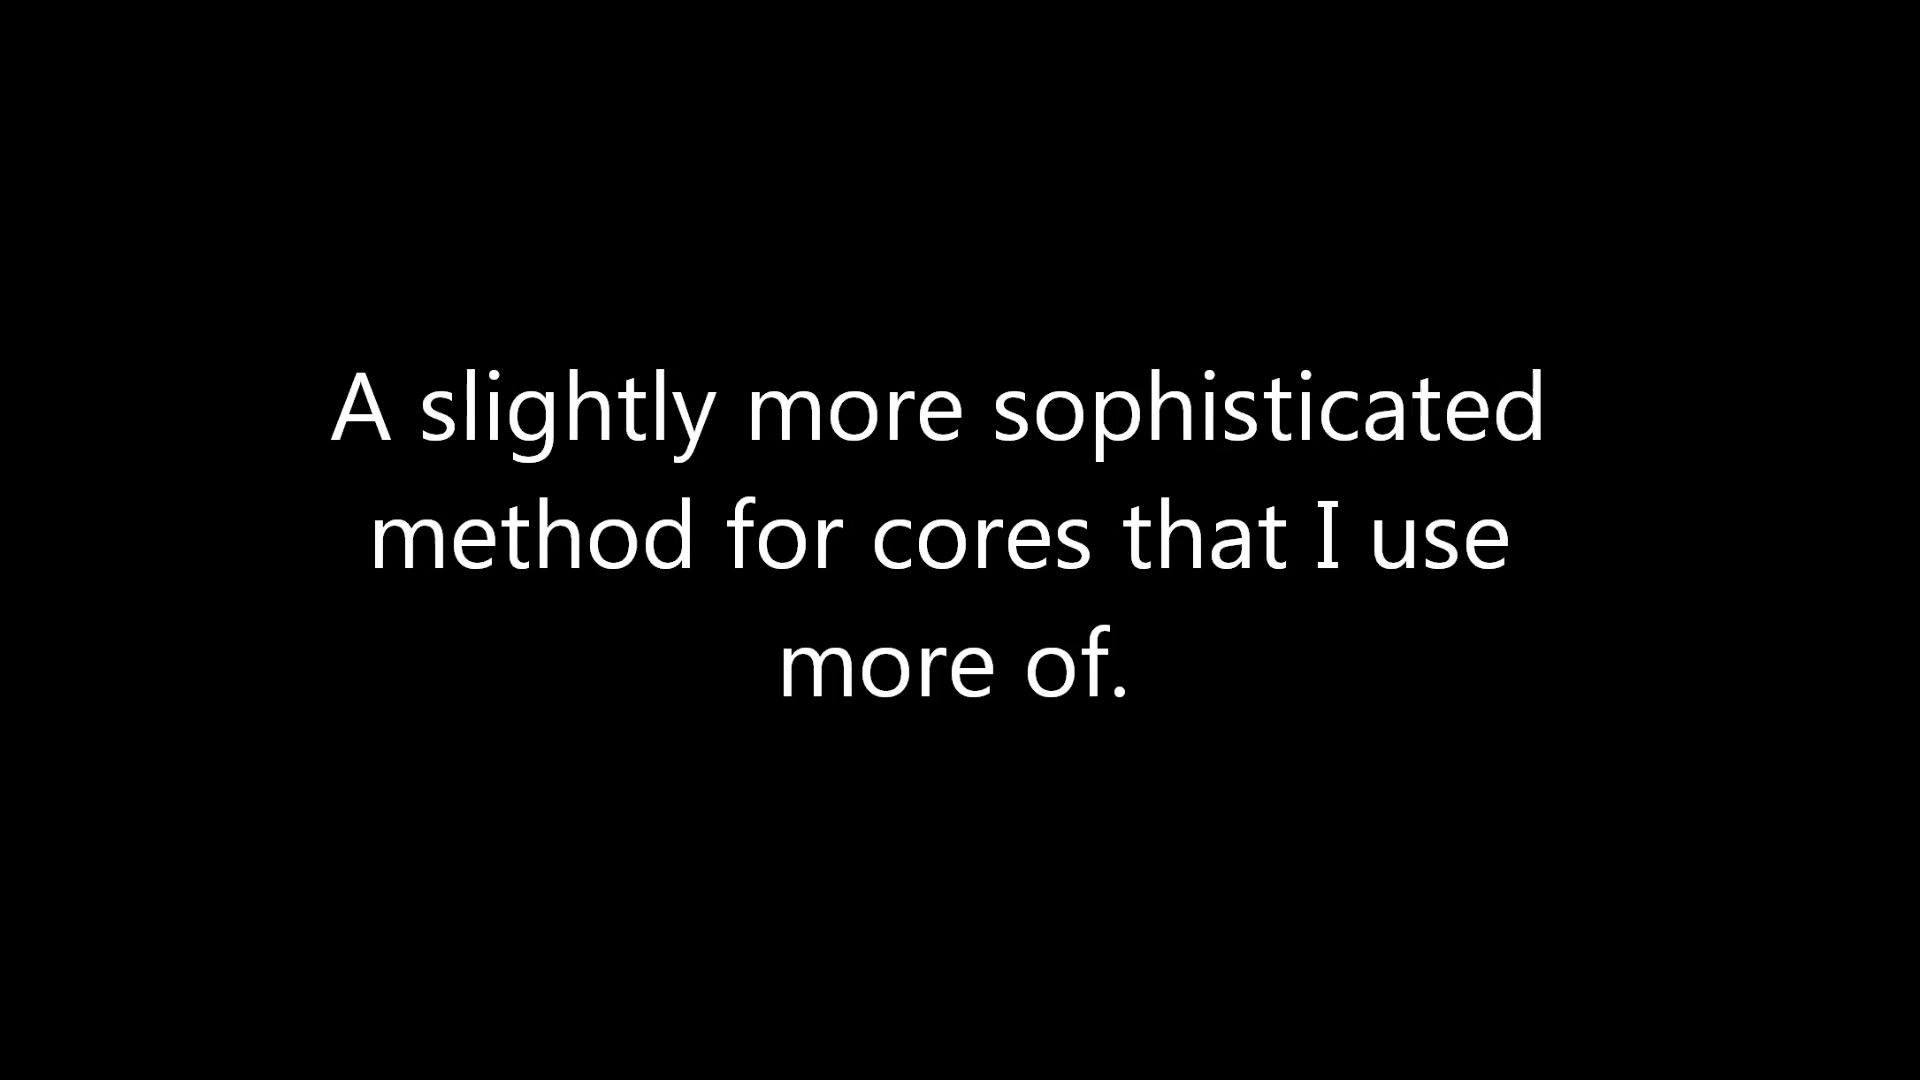 A slightly more sophisticated
method for cores that I use
more of.